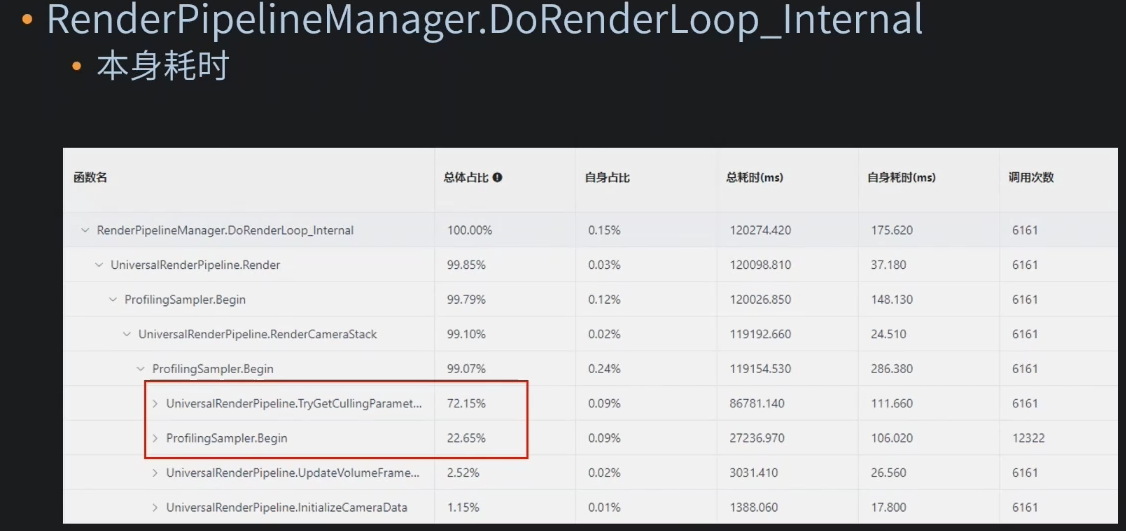 RenderPipelineManager.DoRenderLoop_Internal
本身耗时
函数名 总体占比 自身占比 总耗时(ms) 自身耗时(ms) 调用次数
RenderPipelineManager.DoRenderLoop_Internal 100.00% 0.15% 120274.420 175.620 6161
UniversalRenderPipeline.Render 99.85% 0.03% 120098.810 37.180 6161
ProfilingSampler.Begin 99.79% 0.12% 120026.850 148.130 6161
UniversalRenderPipeline.RenderCameraStack 99.10% 0.02% 119192.660 24.510 6161
ProfilingSampler.Begin 99.07% 0.24% 119154.530 286.380 6161
UniversalRenderPipeline.TryGetCullingParamet... 72.15% 0.09% 86781.140 111.660 6161
ProfilingSampler.Begin 22.65% 0.09% 27236.970 106.020 12322
UniversalRenderPipeline.UpdateVolumeFrame... 2.52% 0.02% 3031.410 26.560 6161
UniversalRenderPipeline.InitializeCameraData 1.15% 0.01% 1388.060 17.800 6161